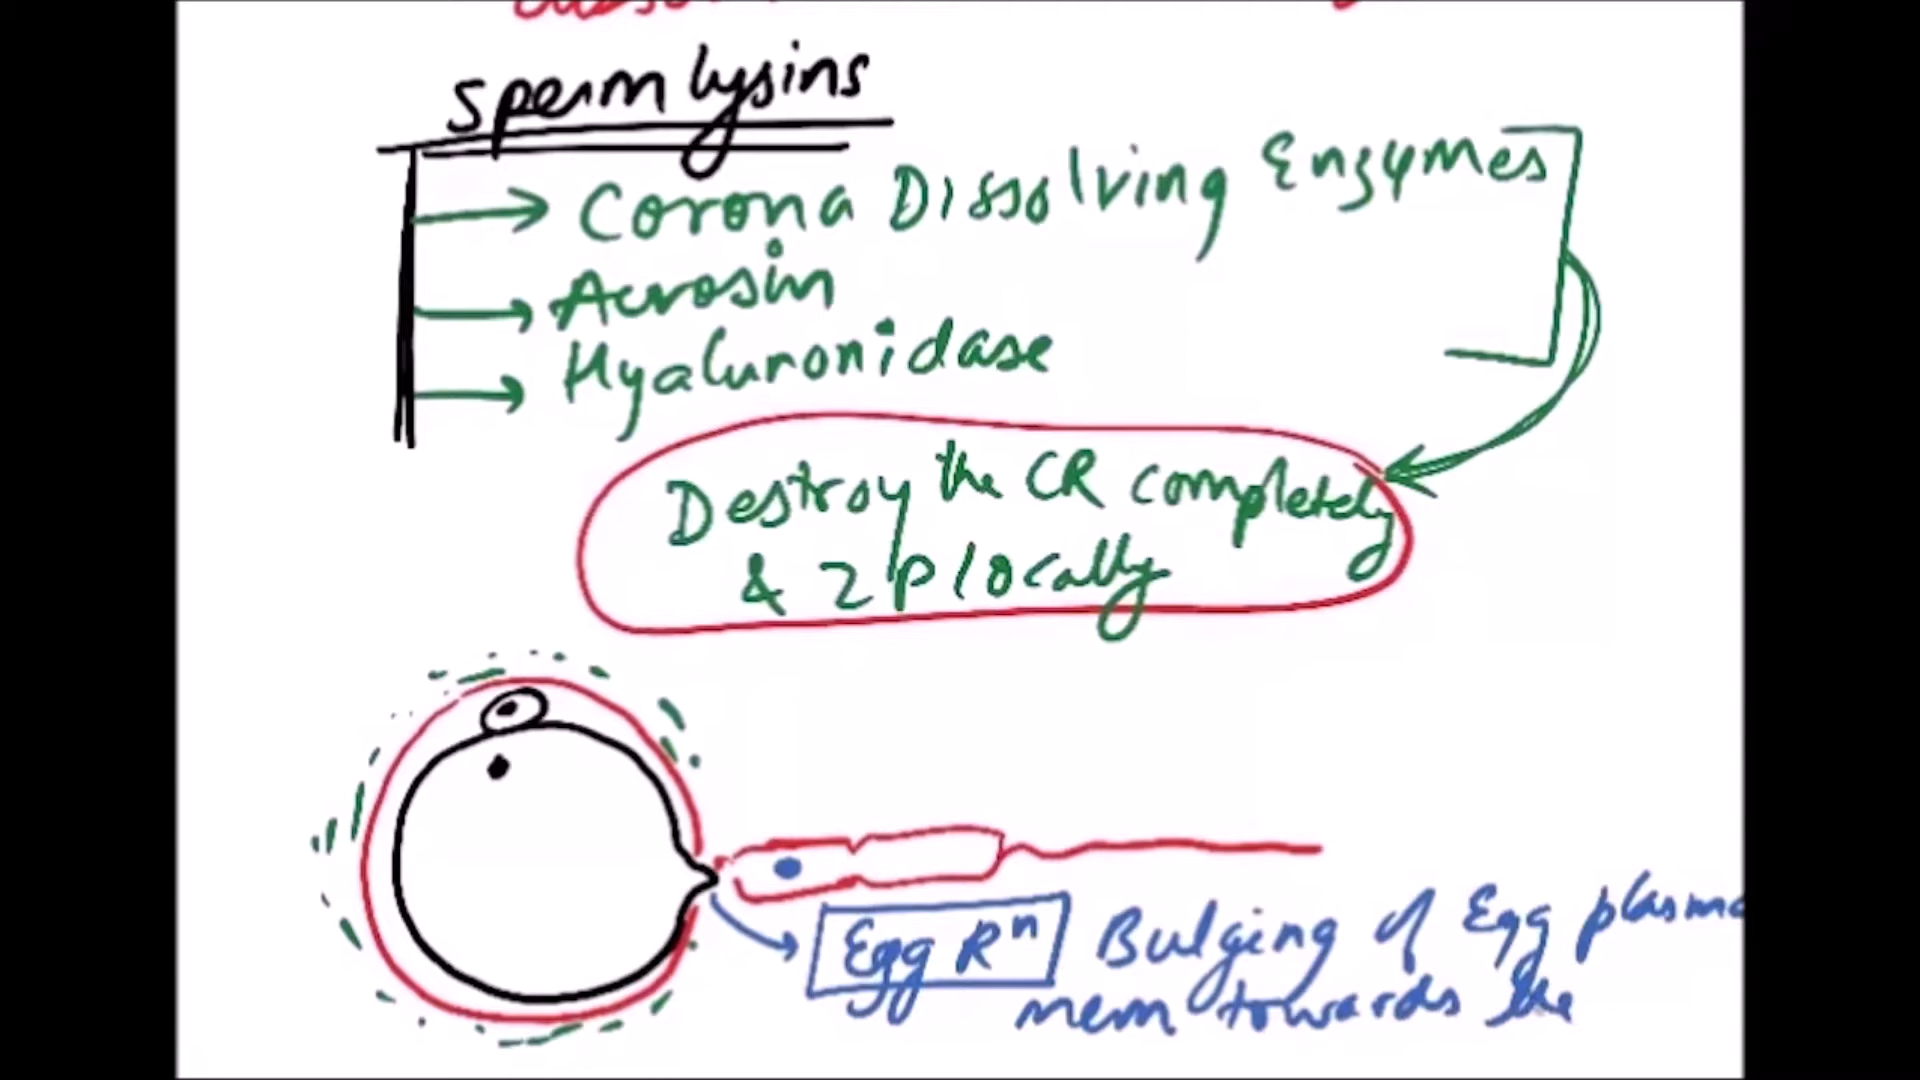 Sperm lysins
Corona Dissolving Enzymes
Acrosin
Hyaluronidase
Destroy the CR completely
& ZP locally
Egg Rⁿ Bulging of Egg plasma
mem towards the